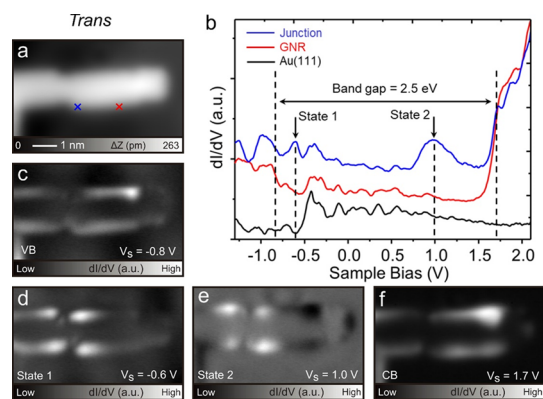 Trans
a
0 1 nm ΔZ (pm) 263
b
Junction
GNR
Au(111)
Band gap = 2.5 eV
State 1
State 2
dI/dV (a.u.)
-1.0 -0.5 0.0 0.5 1.0 1.5 2.0
Sample Bias (V)
c
VB
Vs = -0.8 V
Low dI/dV (a.u.) High
d
State 1
Vs = -0.6 V
Low dI/dV (a.u.) High
e
State 2
Vs = 1.0 V
Low dI/dV (a.u.) High
f
CB
Vs = 1.7 V
Low dI/dV (a.u.) High